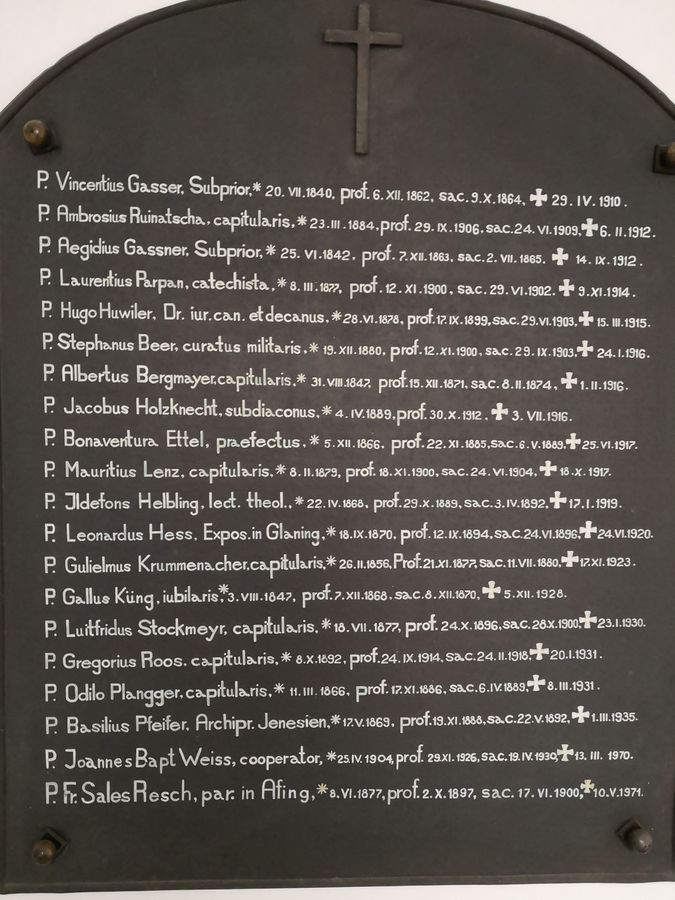 P. Vincentius Gasser, Subprior,* 20. VII.1840, prof. 6. XII. 1862, sac. 9.X.1864, ✠ 29. IV. 1910.
P. Ambrosius Ruinatscha, capitularis,* 23.III.1884, prof. 29. IX.1906, sac. 24. VI.1909, ✠ 6. II.1912.
P. Aegidius Gassner, Subprior,* 25. VI.1842, prof. 7.XII.1863, sac. 2. VII. 1865. ✠ 14. IX.1912.
P. Laurentius Parpan, catechista,* 8. III.1877, prof. 12. XI.1900, sac. 29. VI.1902. ✠ 9.XI.1914.
P. Hugo Huwiler, Dr. iur.can. et decanus,* 28.VI.1878, prof. 17. IX.1899, sac. 29.VI.1903, ✠ 15. III.1915.
P. Stephanus Beer, curatus militaris,* 19. XII.1880, prof. 12.XI.1900, sac. 29. IX.1903. ✠ 24.I.1916.
P. Albertus Bergmayer, capitularis,* 31. VIII.1847, prof. 15. XII.1871, sac. 8.II.1874, ✠ 1. II.1916.
P. Jacobus Holzknecht, subdiaconus,* 4. IV.1889, prof. 30. X.1912, ✠ 3. VII.1916.
P. Bonaventura Ettel, praefectus,* 5. XII.1866, prof. 22. XI.1885, sac. 6. V.1889. ✠ 25.VI.1917.
P. Mauritius Lenz, capitularis,* 8. II.1879, prof. 18. XI.1900, sac. 24. VI.1904, ✠ 18.X.1917.
P. Ildefons Helbling, lect. theol.,* 22. IV.1868, prof. 29.X.1889, sac. 3. IV.1892, ✠ 17. I.1919.
P. Leonardus Hess, Expos. in Glaning,* 18.IX.1870, prof. 12.IX.1894, sac. 24.VI.1896, ✠ 24.VI.1920.
P. Gulielmus Krummenacher, capitularis,* 26.II.1856, Prof. 21.XI.1877, sac. 11. VII.1880, ✠ 17.XI.1923.
P. Gallus Küng, iubilaris,* 3. VIII.1847, prof. 7.XII.1868, sac. 8. XII.1870, ✠ 5.XII.1928.
P. Luitfridus Stockmeyr, capitularis,* 18. VII.1877, prof. 24.X.1896, sac. 28.X.1900, ✠ 23.I.1930.
P. Gregorius Roos, capitularis,* 8.X.1892, prof. 24. IX.1914, sac. 24.II.1918, ✠ 20.I.1931.
P. Odilo Plangger, capitularis,* 11. III. 1866, prof. 17.XI.1886, sac. 6.IV.1889, ✠ 8.III.1931.
P. Basilius Pfeifer, Archipr. Jenesien,* 17.V.1869, prof. 19.XI.1888, sac. 22.V.1892, ✠ 1.III.1935.
P. Joannes Bapt Weiss, cooperator, *25.IV.1904, prof. 29.XI.1926, sac. 19. IV.1930, ✠ 13. III. 1970.
P. Fr. Sales Resch, par. in Afing,* 8. VI.1877, prof. 2.X.1897, sac. 17. VI.1900, ✠ 10.V.1971.